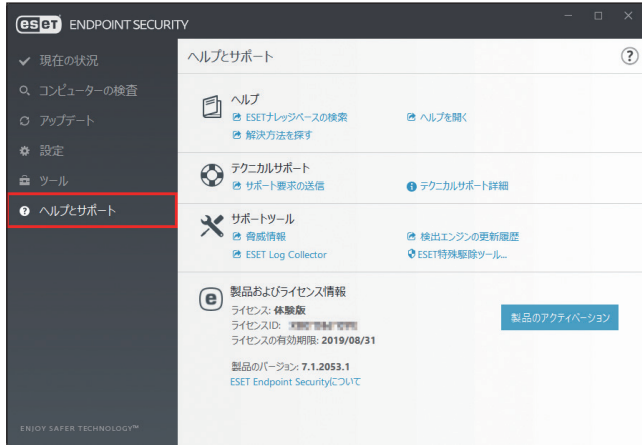 eset ENDPOINT SECURITY
現在の状況
コンピューターの検査
アップデート
設定
ツール
ヘルプとサポート
ENJOY SAFER TECHNOLOGY™
ヘルプとサポート
?
ヘルプ
ESETナレッジベースの検索
ヘルプを開く
解決方法を探す
テクニカルサポート
サポート要求の送信
テクニカルサポート詳細
サポートツール
脅威情報
検出エンジンの更新履歴
ESET Log Collector
ESET特殊駆除ツール...
製品およびライセンス情報
ライセンス: 体験版
ライセンスID:
ライセンスの有効期限: 2019/08/31
製品のアクティベーション
製品のバージョン: 7.1.2053.1
ESET Endpoint Securityについて